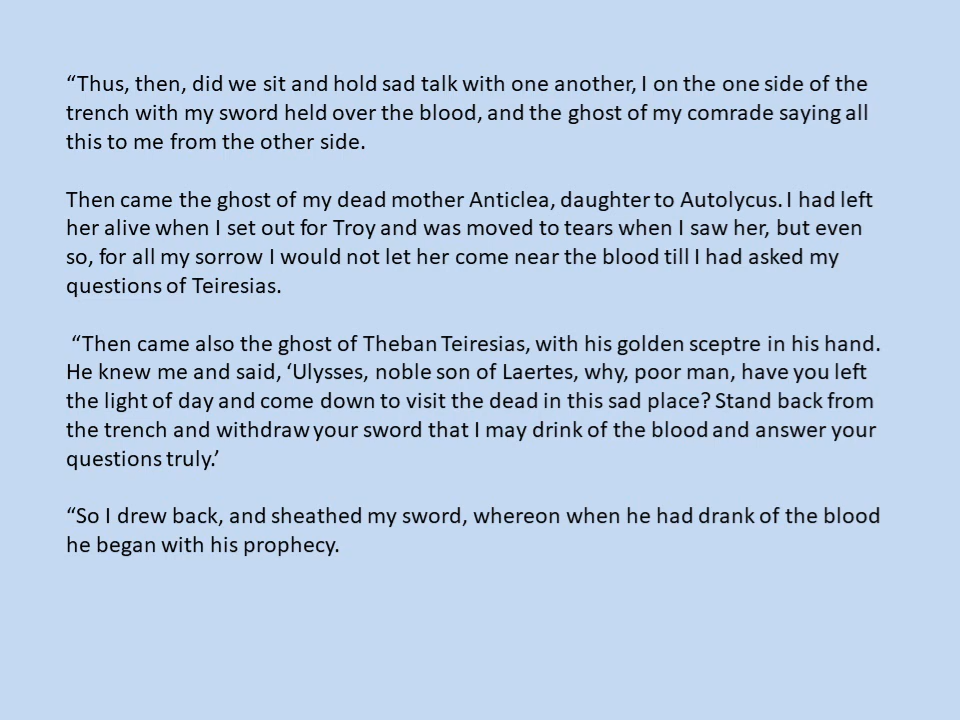 “Thus, then, did we sit and hold sad talk with one another, I on the one side of the
trench with my sword held over the blood, and the ghost of my comrade saying all
this to me from the other side.
Then came the ghost of my dead mother Anticlea, daughter to Autolycus. I had left
her alive when I set out for Troy and was moved to tears when I saw her, but even
so, for all my sorrow I would not let her come near the blood till I had asked my
questions of Teiresias.
“Then came also the ghost of Theban Teiresias, with his golden sceptre in his hand.
He knew me and said, ‘Ulysses, noble son of Laertes, why, poor man, have you left
the light of day and come down to visit the dead in this sad place? Stand back from
the trench and withdraw your sword that I may drink of the blood and answer your
questions truly.’
“So I drew back, and sheathed my sword, whereon when he had drank of the blood
he began with his prophecy.